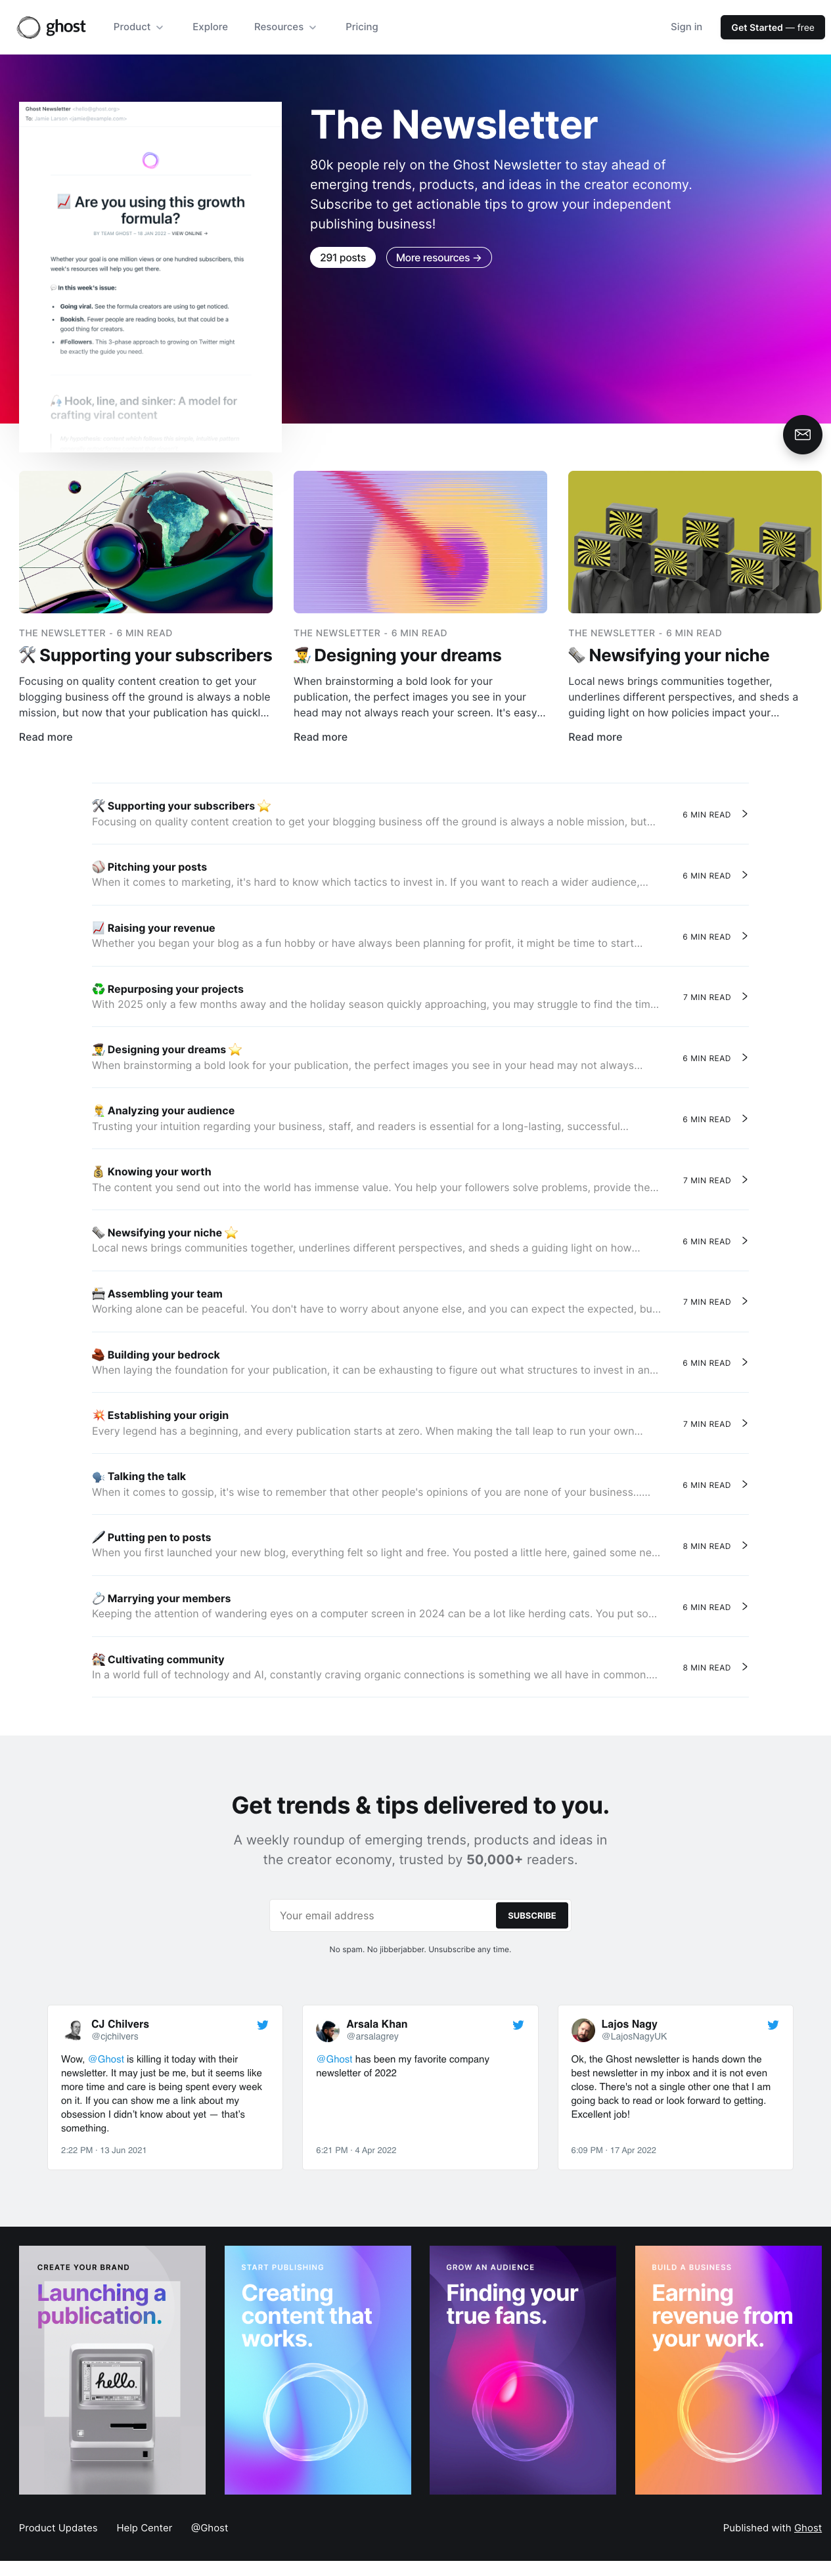 ghost
Product
Explore
Resources
Pricing
Sign in
Get Started — free
Ghost Newsletter <hello@ghost.org>
To: Jamie Larson <jamie@example.com>
📈 Are you using this growth
formula?
BY TEAM GHOST – 18 JAN 2022 – VIEW ONLINE →
Whether your goal is one million views or one hundred subscribers, this
week's resources will help you get there.
In this week's issue:
• Going viral. See the formula creators are using to get noticed.
• Bookish. Fewer people are reading books, but that could be a
good thing for creators.
• #Followers. This 3-phase approach to growing on Twitter might
be exactly the guide you need.
🎣 Hook, line, and sinker: A model for
crafting viral content
The Newsletter
80k people rely on the Ghost Newsletter to stay ahead of
emerging trends, products, and ideas in the creator economy.
Subscribe to get actionable tips to grow your independent
publishing business!
291 posts
More resources →
THE NEWSLETTER - 6 MIN READ
🛠️ Supporting your subscribers
Focusing on quality content creation to get your
blogging business off the ground is always a noble
mission, but now that your publication has quickl...
Read more
THE NEWSLETTER - 6 MIN READ
👩‍🎨 Designing your dreams
When brainstorming a bold look for your
publication, the perfect images you see in your
head may not always reach your screen. It's easy...
Read more
THE NEWSLETTER - 6 MIN READ
🗞️ Newsifying your niche
Local news brings communities together,
underlines different perspectives, and sheds a
guiding light on how policies impact your...
Read more
🛠️ Supporting your subscribers ⭐
Focusing on quality content creation to get your blogging business off the ground is always a noble mission, but...
6 MIN READ
⚾ Pitching your posts
When it comes to marketing, it's hard to know which tactics to invest in. If you want to reach a wider audience,...
6 MIN READ
📈 Raising your revenue
Whether you began your blog as a fun hobby or have always been planning for profit, it might be time to start...
6 MIN READ
♻️ Repurposing your projects
With 2025 only a few months away and the holiday season quickly approaching, you may struggle to find the tim...
7 MIN READ
👩‍🎨 Designing your dreams ⭐
When brainstorming a bold look for your publication, the perfect images you see in your head may not always...
6 MIN READ
Analyzing your audience
Trusting your intuition regarding your business, staff, and readers is essential for a long-lasting, successful...
6 MIN READ
💰 Knowing your worth
The content you send out into the world has immense value. You help your followers solve problems, provide the...
7 MIN READ
🗞️ Newsifying your niche ⭐
Local news brings communities together, underlines different perspectives, and sheds a guiding light on how...
6 MIN READ
Assembling your team
Working alone can be peaceful. You don't have to worry about anyone else, and you can expect the expected, bu...
7 MIN READ
Building your bedrock
When laying the foundation for your publication, it can be exhausting to figure out what structures to invest in an...
6 MIN READ
💥 Establishing your origin
Every legend has a beginning, and every publication starts at zero. When making the tall leap to run your own...
7 MIN READ
🗣️ Talking the talk
When it comes to gossip, it's wise to remember that other people's opinions of you are none of your business......
6 MIN READ
🖊️ Putting pen to posts
When you first launched your new blog, everything felt so light and free. You posted a little here, gained some ne...
8 MIN READ
💍 Marrying your members
Keeping the attention of wandering eyes on a computer screen in 2024 can be a lot like herding cats. You put so...
6 MIN READ
Cultivating community
In a world full of technology and AI, constantly craving organic connections is something we all have in common....
8 MIN READ
Get trends & tips delivered to you.
A weekly roundup of emerging trends, products and ideas in
the creator economy, trusted by 50,000+ readers.
Your email address
SUBSCRIBE
No spam. No jibberjabber. Unsubscribe any time.
CJ Chilvers
@cjchilvers
Wow, @Ghost is killing it today with their
newsletter. It may just be me, but it seems like
more time and care is being spent every week
on it. If you can show me a link about my
obsession I didn't know about yet — that's
something.
2:22 PM · 13 Jun 2021
Arsala Khan
@arsalagrey
@Ghost has been my favorite company
newsletter of 2022
6:21 PM · 4 Apr 2022
Lajos Nagy
@LajosNagyUK
Ok, the Ghost newsletter is hands down the
best newsletter in my inbox and it is not even
close. There's not a single other one that I am
going back to read or look forward to getting.
Excellent job!
6:09 PM · 17 Apr 2022
CREATE YOUR BRAND
Launching a
publication.
hello.
START PUBLISHING
Creating
content that
works.
GROW AN AUDIENCE
Finding your
true fans.
BUILD A BUSINESS
Earning
revenue from
your work.
Product Updates
Help Center
@Ghost
Published with Ghost